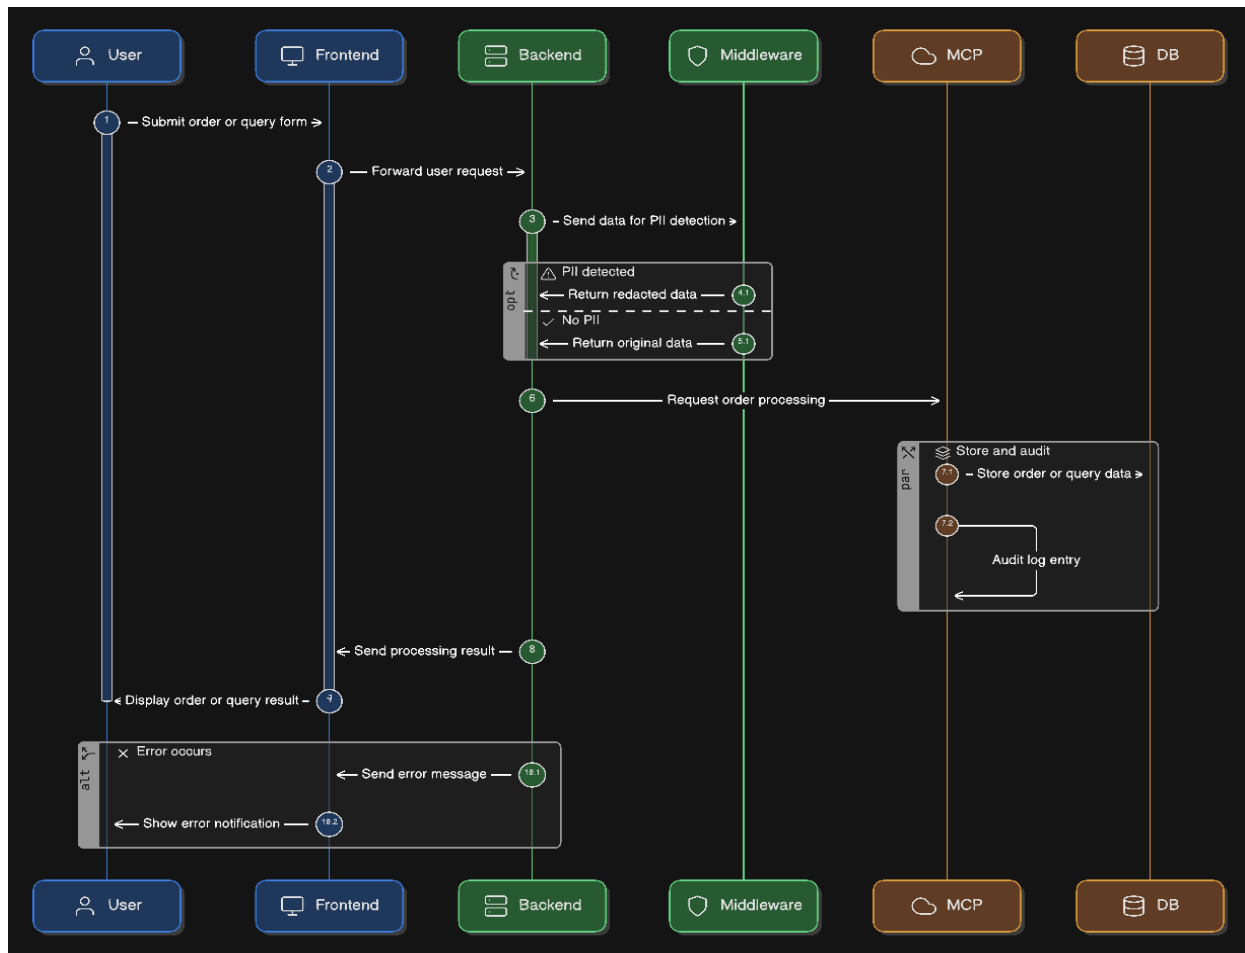 User
Frontend
Backend
Middleware
MCP
DB
1
Submit order or query form
2
Forward user request
3
Send data for PII detection
opt
PII detected
Return redacted data
4.1
No PII
Return original data
5.1
6
Request order processing
par
Store and audit
7.1
Store order or query data
7.2
Audit log entry
Send processing result
8
Display order or query result
alt
Error occurs
Send error message
10.1
Show error notification
10.2
User
Frontend
Backend
Middleware
MCP
DB